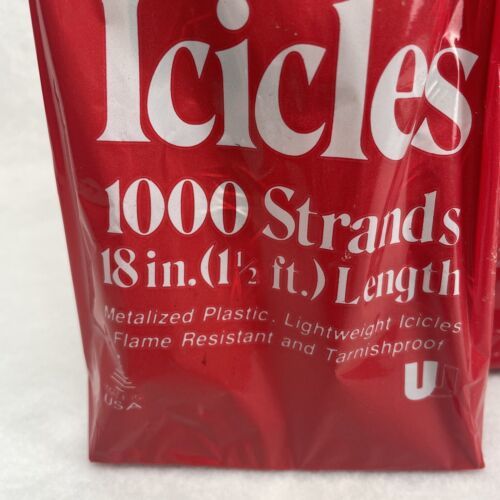 Icicles
1000 Strands
18 in. (1½ ft.) Length
Metalized Plastic. Lightweight Icicles
Flame Resistant and Tarnishproof
USA